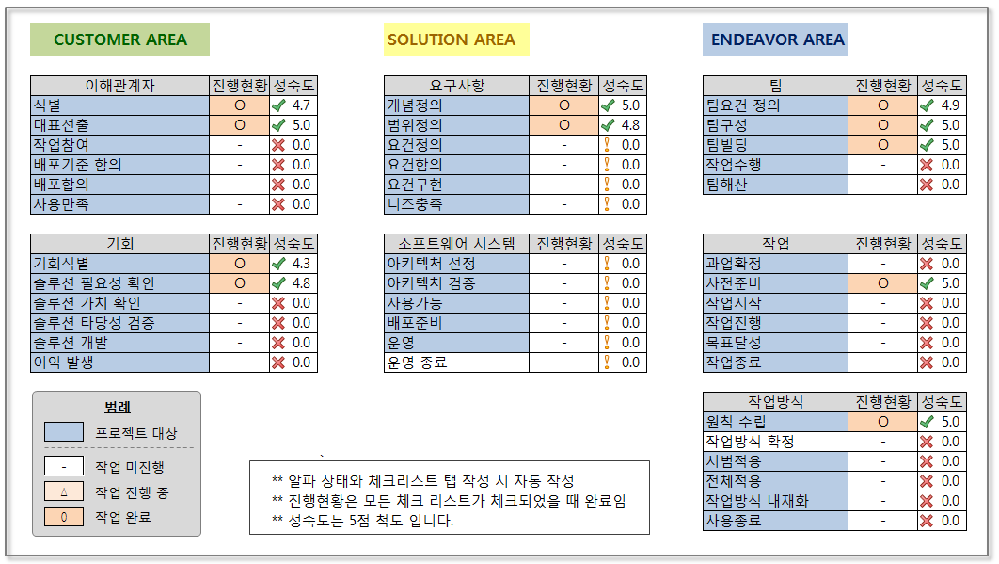 CUSTOMER AREA
이해관계자 진행현황 성숙도
식별 O 4.7
대표선출 O 5.0
작업참여 - 0.0
배포기준 합의 - 0.0
배포합의 - 0.0
사용만족 - 0.0
기회 진행현황 성숙도
기회식별 O 4.3
솔루션 필요성 확인 O 4.8
솔루션 가치 확인 - 0.0
솔루션 타당성 검증 - 0.0
솔루션 개발 - 0.0
이익 발생 - 0.0
SOLUTION AREA
요구사항 진행현황 성숙도
개념정의 O 5.0
범위정의 O 4.8
요건정의 - 0.0
요건합의 - 0.0
요건구현 - 0.0
니즈충족 - 0.0
소프트웨어 시스템 진행현황 성숙도
아키텍처 선정 - 0.0
아키텍처 검증 - 0.0
사용가능 - 0.0
배포준비 - 0.0
운영 - 0.0
운영 종료 - 0.0
ENDEAVOR AREA
팀 진행현황 성숙도
팀요건 정의 O 4.9
팀구성 O 5.0
팀빌딩 O 5.0
작업수행 - 0.0
팀해산 - 0.0
작업 진행현황 성숙도
과업확정 - 0.0
사전준비 O 5.0
작업시작 - 0.0
작업진행 - 0.0
목표달성 - 0.0
작업종료 - 0.0
작업방식 진행현황 성숙도
원칙 수립 O 5.0
작업방식 확정 - 0.0
시범적용 - 0.0
전체적용 - 0.0
작업방식 내재화 - 0.0
사용종료 - 0.0
범례
프로젝트 대상
- 작업 미진행
△ 작업 진행 중
O 작업 완료
`
** 알파 상태와 체크리스트 탭 작성 시 자동 작성
** 진행현황은 모든 체크 리스트가 체크되었을 때 완료임
** 성숙도는 5점 척도 입니다.